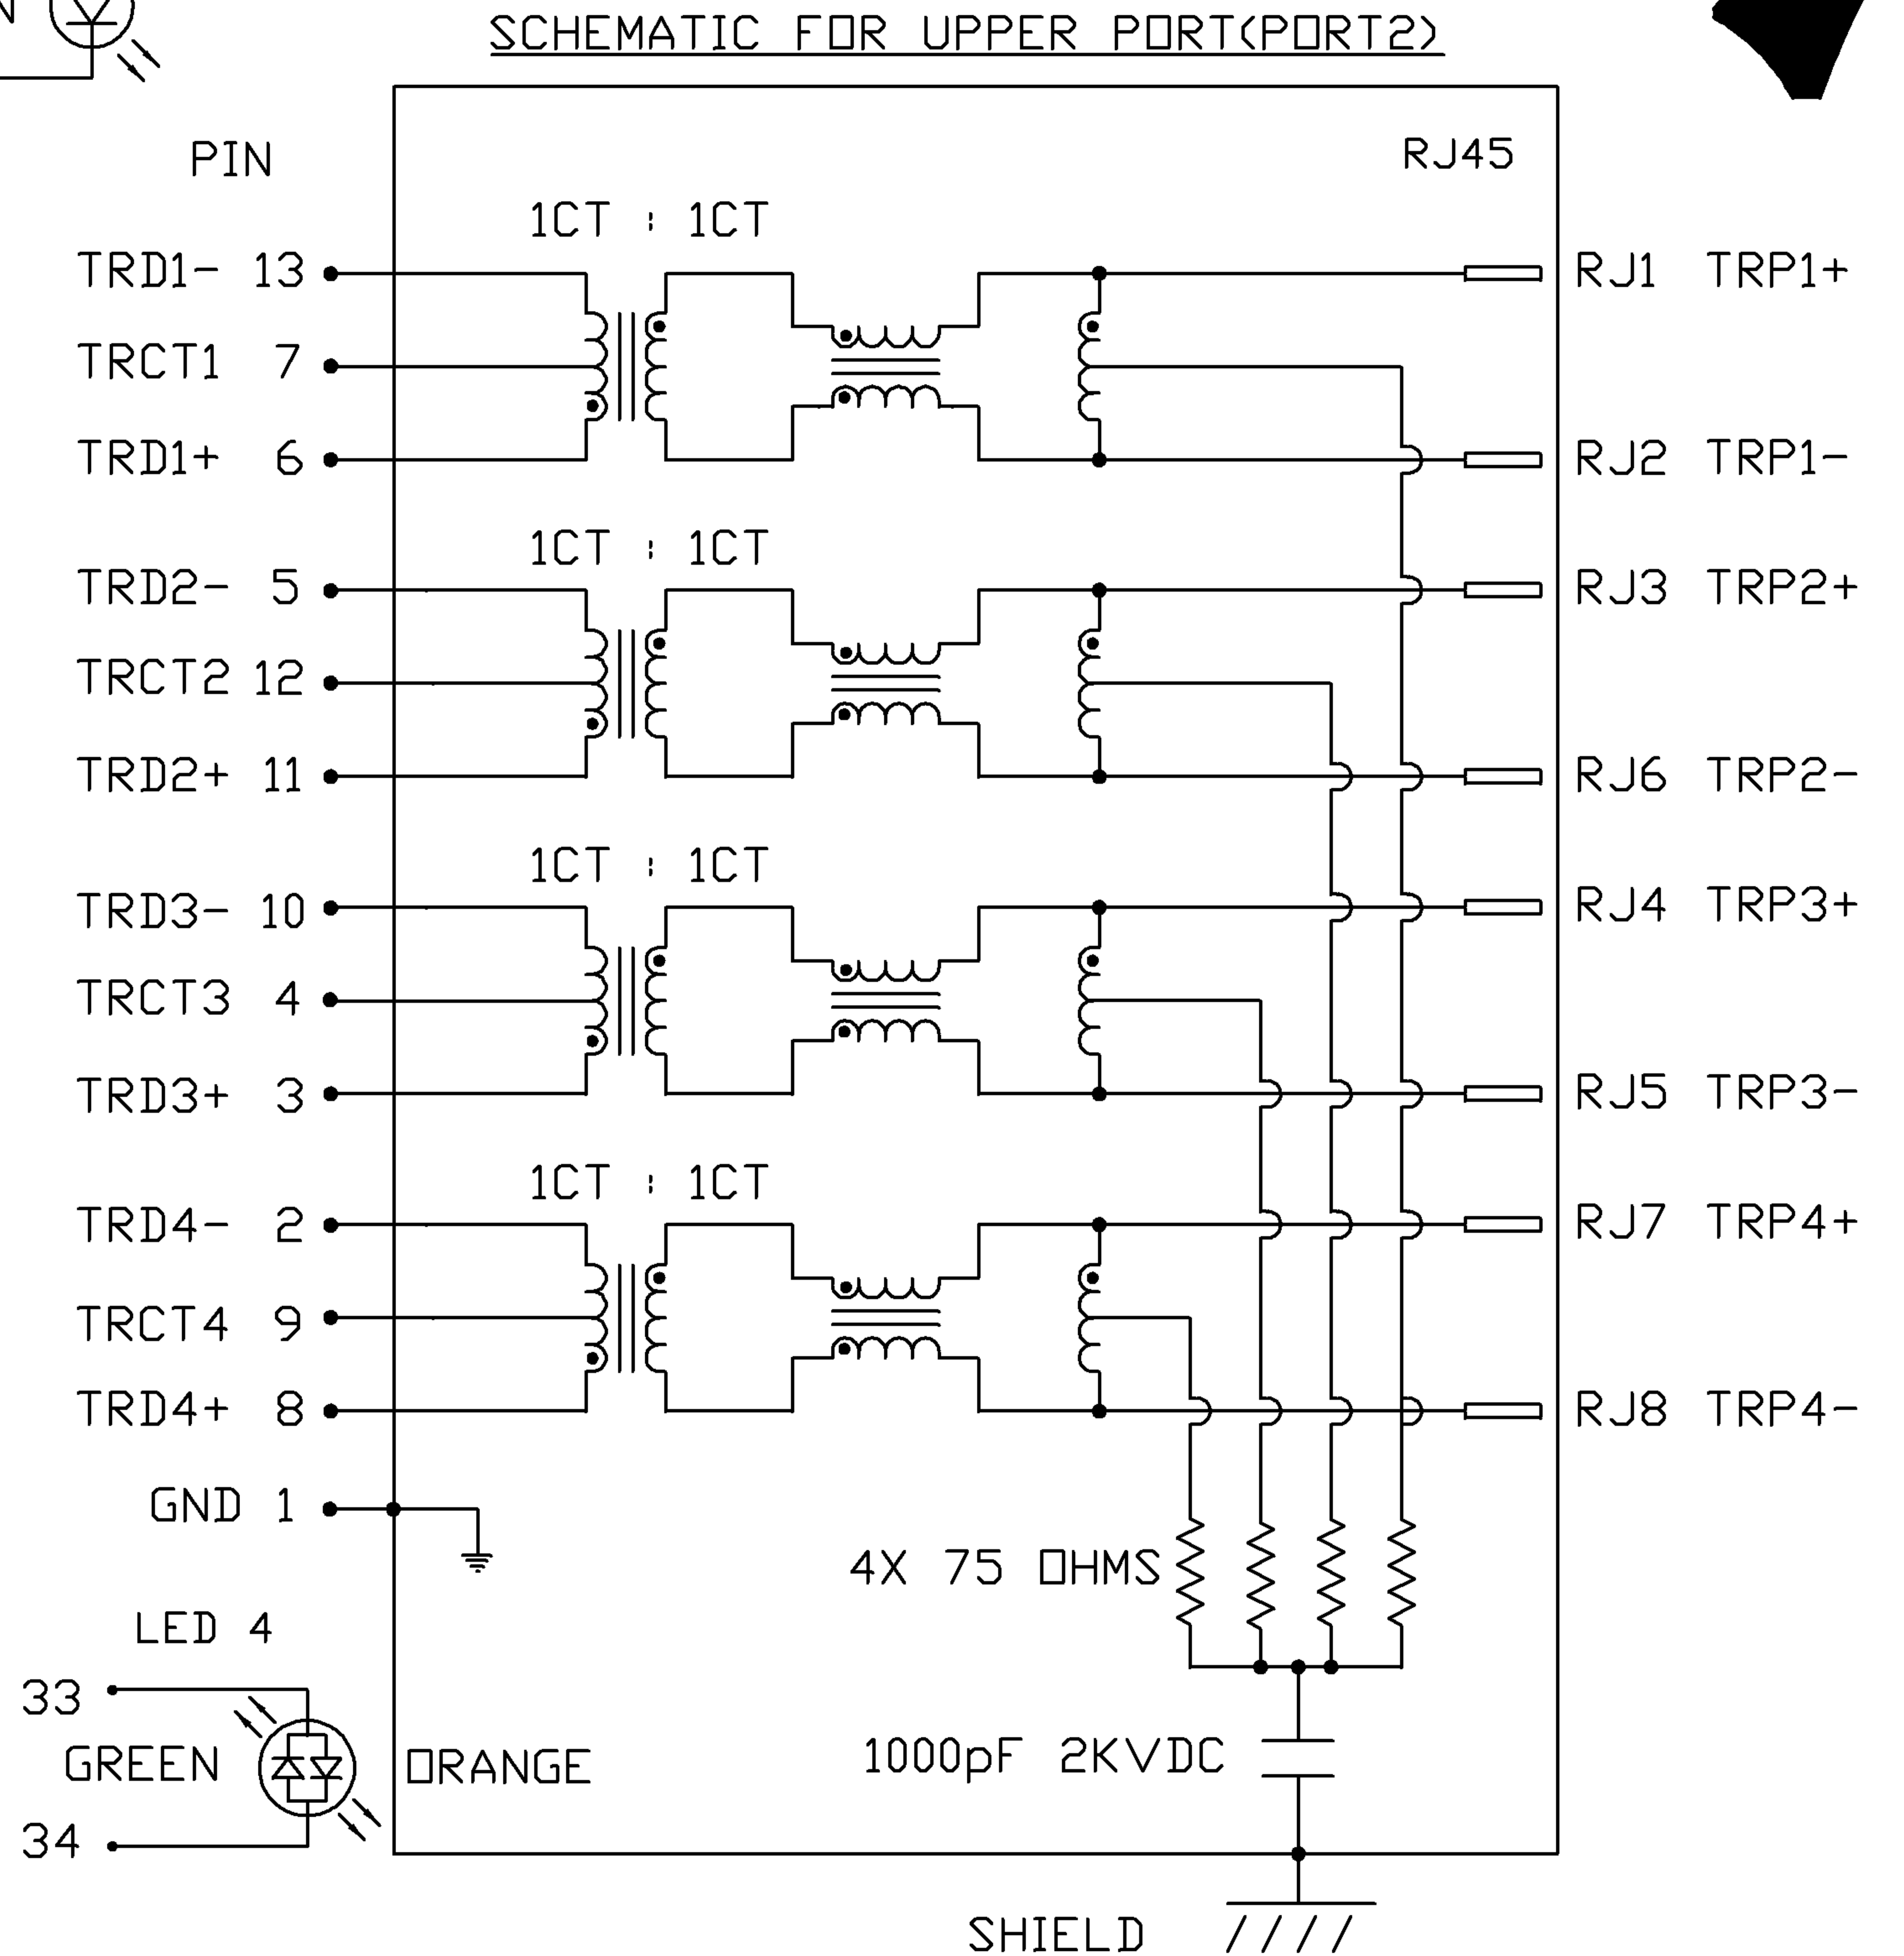 N
SCHEMATIC FOR UPPER PORT(PORT2)
PIN
RJ45
1CT : 1CT
TRD1- 13
RJ1 TRP1+
TRCT1 7
TRD1+ 6
RJ2 TRP1-
1CT : 1CT
TRD2- 5
RJ3 TRP2+
TRCT2 12
TRD2+ 11
RJ6 TRP2-
1CT : 1CT
TRD3- 10
RJ4 TRP3+
TRCT3 4
TRD3+ 3
RJ5 TRP3-
1CT : 1CT
TRD4- 2
RJ7 TRP4+
TRCT4 9
TRD4+ 8
RJ8 TRP4-
GND 1
4X 75 OHMS
LED 4
33
GREEN
ORANGE
1000pF 2KVDC
34
SHIELD